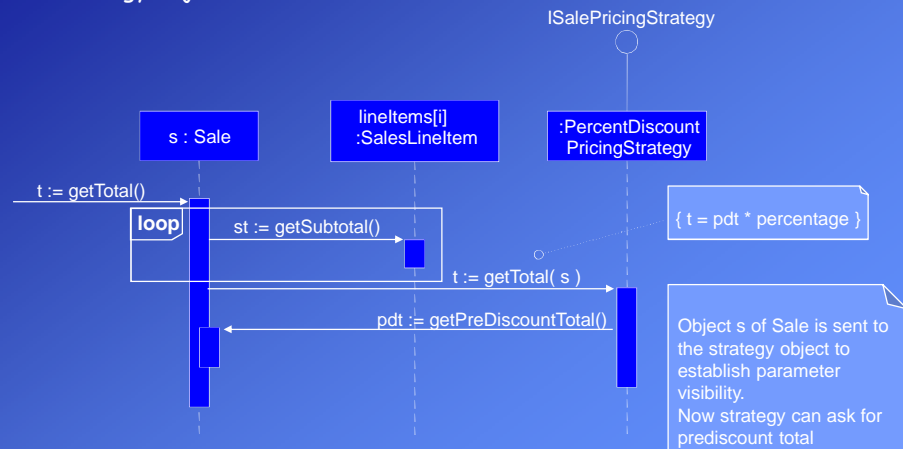 ISalePricingStrategy
s : Sale
lineItems[i]
:SalesLineItem
:PercentDiscount
PricingStrategy
t := getTotal()
loop
st := getSubtotal()
{ t = pdt * percentage }
t := getTotal( s )
pdt := getPreDiscountTotal()
Object s of Sale is sent to
the strategy object to
establish parameter
visibility.
Now strategy can ask for
prediscount total